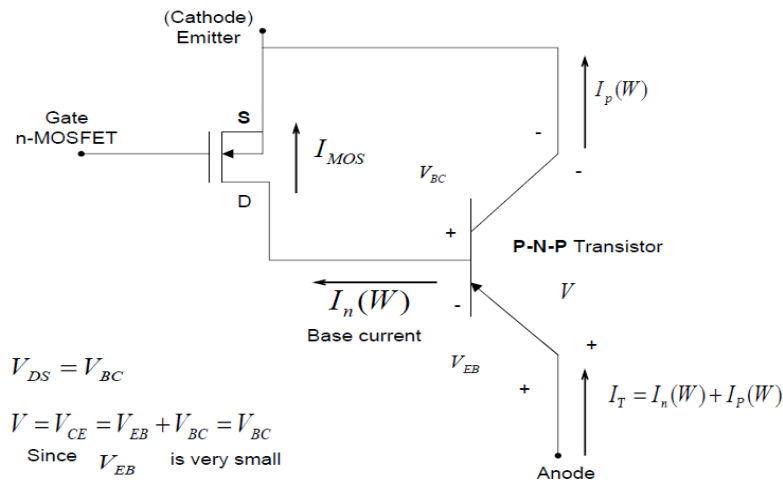 (Cathode)
Emitter
I_p(W)
Gate
n-MOSFET
S
-
I_MOS
-
V_BC
D
+
P-N-P Transistor
I_n(W)
-
V
Base current
+
V_DS = V_BC
V_EB
+
I_T = I_n(W) + I_P(W)
V = V_CE = V_EB + V_BC = V_BC
Since V_EB is very small
Anode